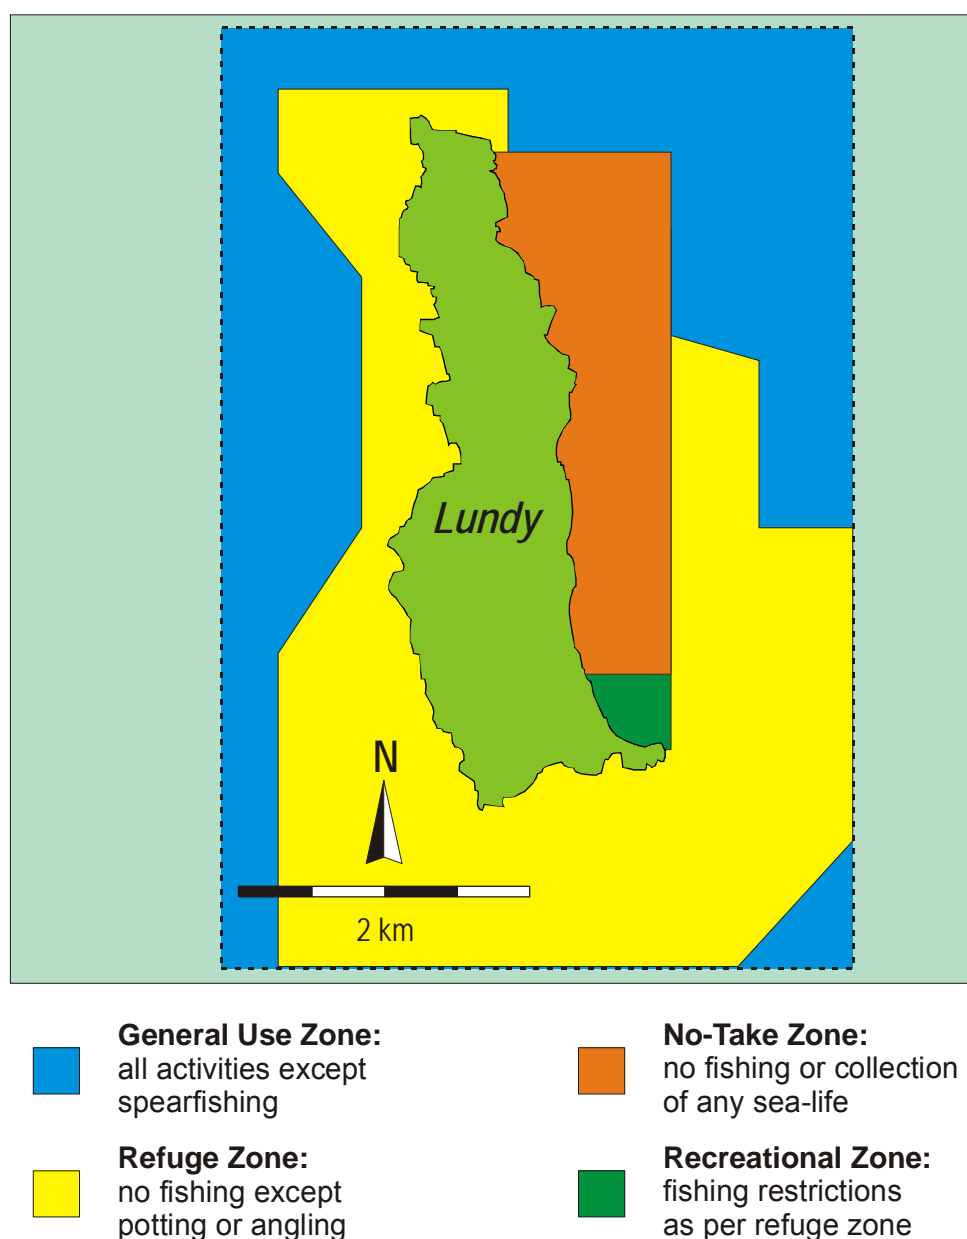 Lundy
N
2 km
General Use Zone:
all activities except
spearfishing
No-Take Zone:
no fishing or collection
of any sea-life
Refuge Zone:
no fishing except
potting or angling
Recreational Zone:
fishing restrictions
as per refuge zone